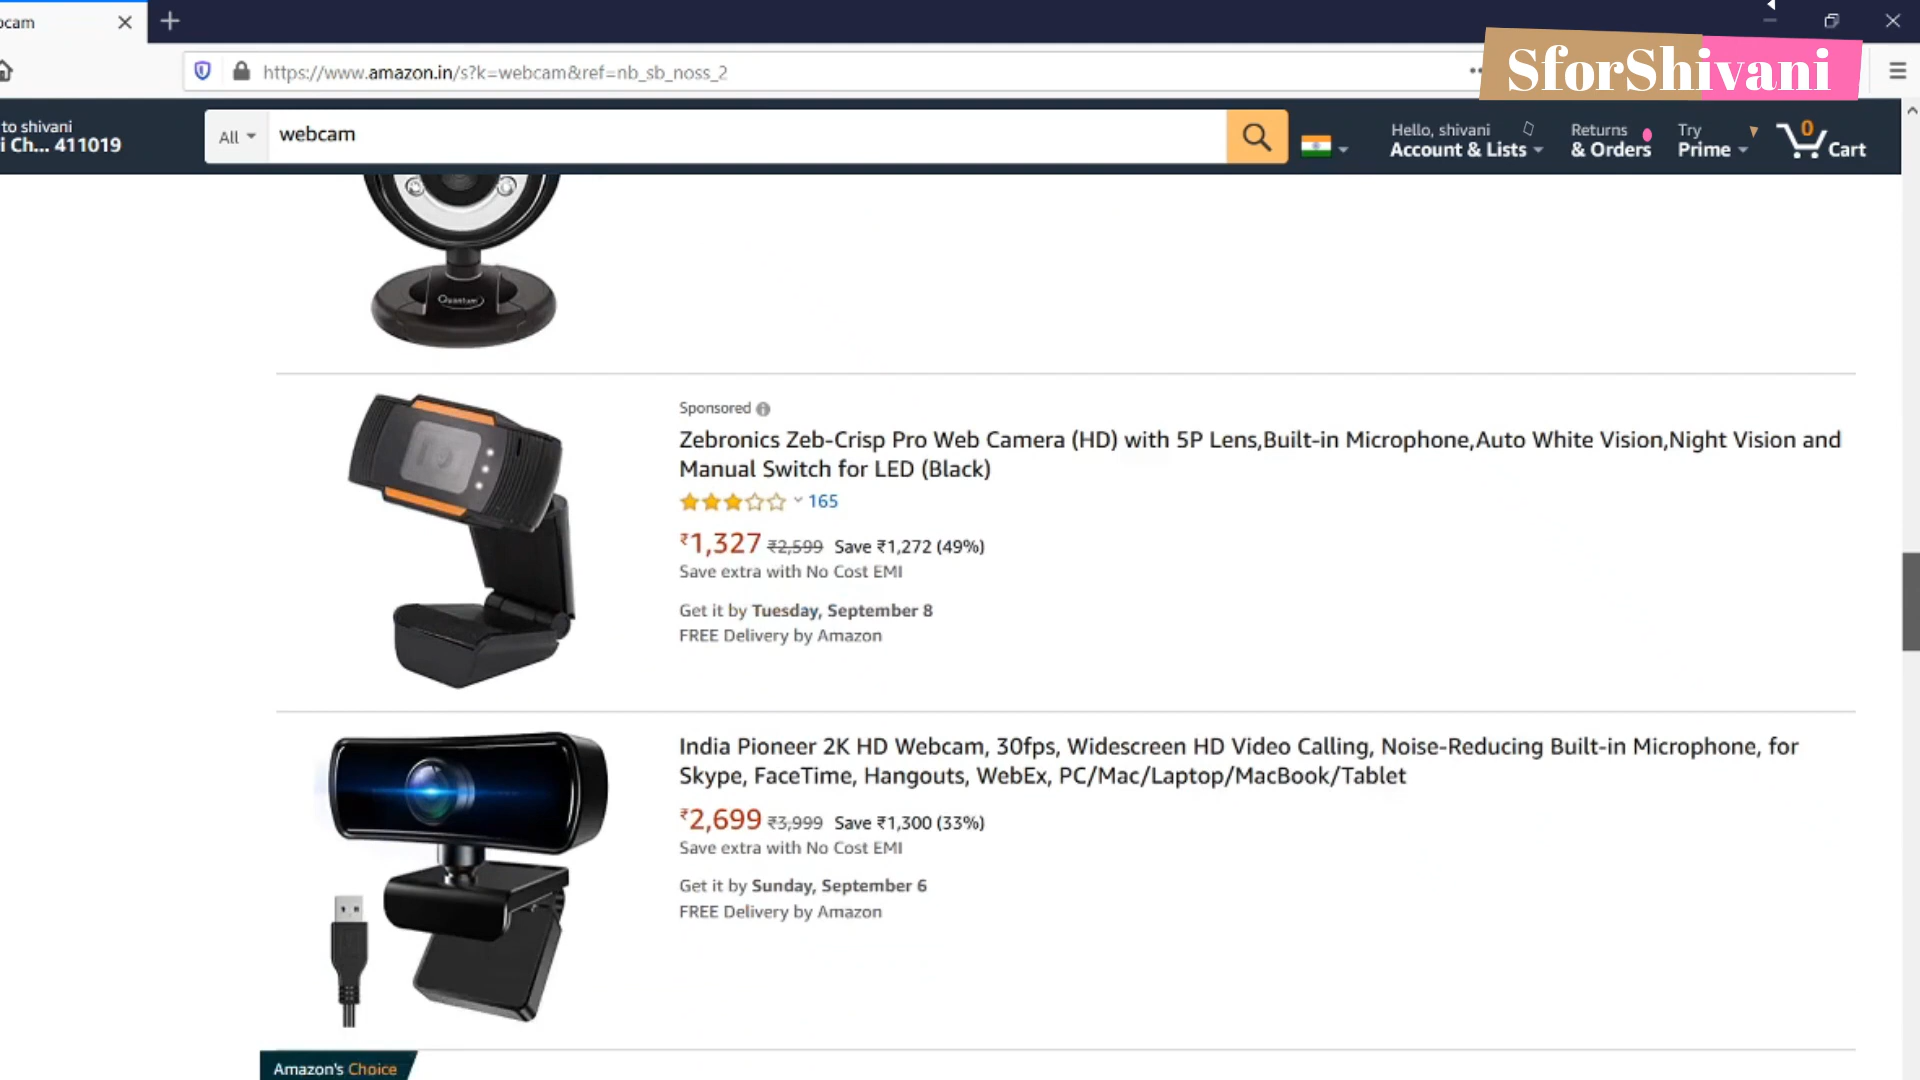 bcam
https://www.amazon.in/s?k=webcam&ref=nb_sb_noss_2
SforShivani
to shivani
i Ch... 411019
All
webcam
Hello, shivani
Account & Lists
Returns
& Orders
Try
Prime
0
Cart
Quantum
Sponsored
Zebronics Zeb-Crisp Pro Web Camera (HD) with 5P Lens,Built-in Microphone,Auto White Vision,Night Vision and
Manual Switch for LED (Black)
165
₹1,327 ₹2,599 Save ₹1,272 (49%)
Save extra with No Cost EMI
Get it by Tuesday, September 8
FREE Delivery by Amazon
India Pioneer 2K HD Webcam, 30fps, Widescreen HD Video Calling, Noise-Reducing Built-in Microphone, for
Skype, FaceTime, Hangouts, WebEx, PC/Mac/Laptop/MacBook/Tablet
₹2,699 ₹3,999 Save ₹1,300 (33%)
Save extra with No Cost EMI
Get it by Sunday, September 6
FREE Delivery by Amazon
Amazon's Choice